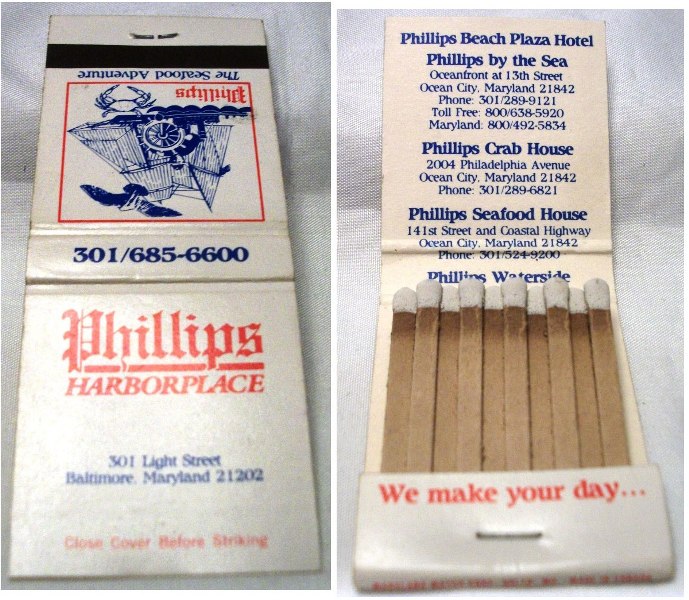 Phillips
The Seafood Adventure
301/685-6600
Phillips
HARBORPLACE
301 Light Street
Baltimore, Maryland 21202
Close Cover Before Striking
Phillips Beach Plaza Hotel
Phillips by the Sea
Oceanfront at 13th Street
Ocean City, Maryland 21842
Phone: 301/289-9121
Toll Free: 800/638-5920
Maryland: 800/492-5834
Phillips Crab House
2004 Philadelphia Avenue
Ocean City, Maryland 21842
Phone: 301/289-6821
Phillips Seafood House
141st Street and Coastal Highway
Ocean City, Maryland 21842
Phone: 301/524-9200
Phillips Waterside
We make your day...